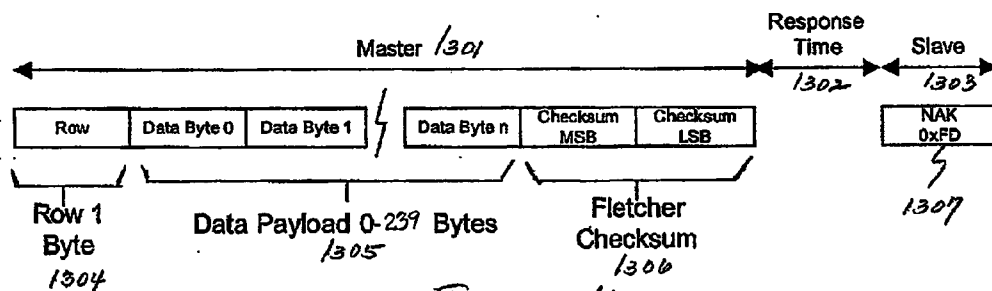 Response
Master 1301 Time Slave
1302 1303
Row Data Byte 0 Data Byte 1 Data Byte n Checksum MSB Checksum LSB NAK 0xFD
Row 1 Byte
1304
Data Payload 0-239 Bytes
1305
Fletcher Checksum
1306
1307